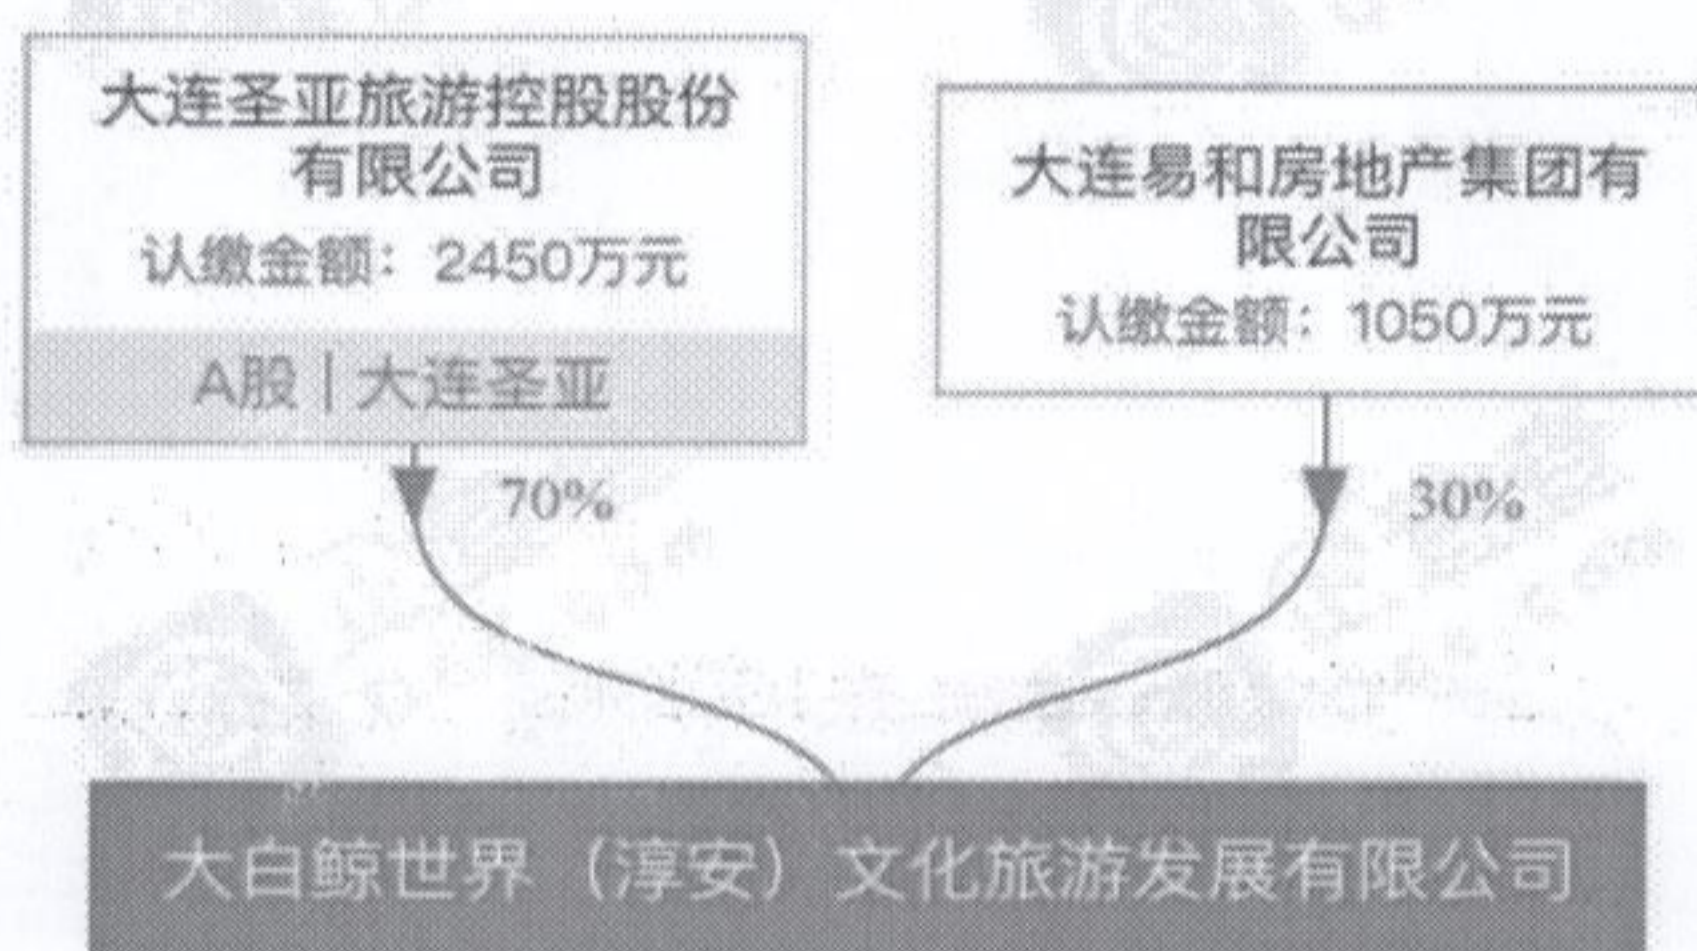 大连圣亚旅游控股股份
有限公司
认缴金额：2450万元
A股｜大连圣亚
大连易和房地产集团有
限公司
认缴金额：1050万元
70%
30%
大白鲸世界（淳安）文化旅游发展有限公司